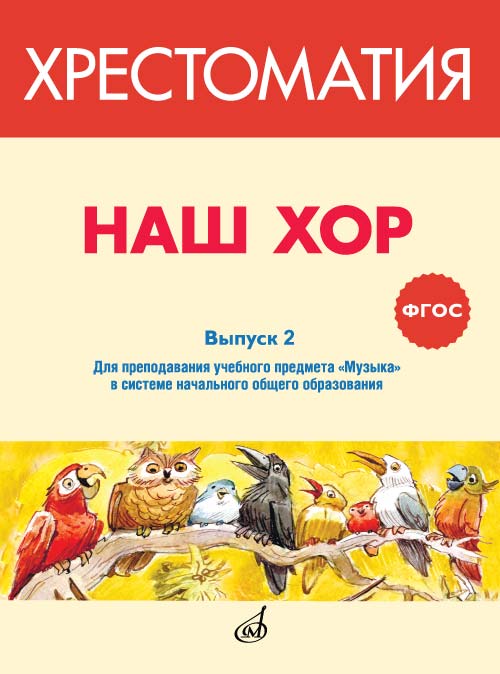 ХРЕСТОМАТИЯ
НАШ ХОР
ФГОС
Выпуск 2
Для преподавания учебного предмета «Музыка»
в системе начального общего образования